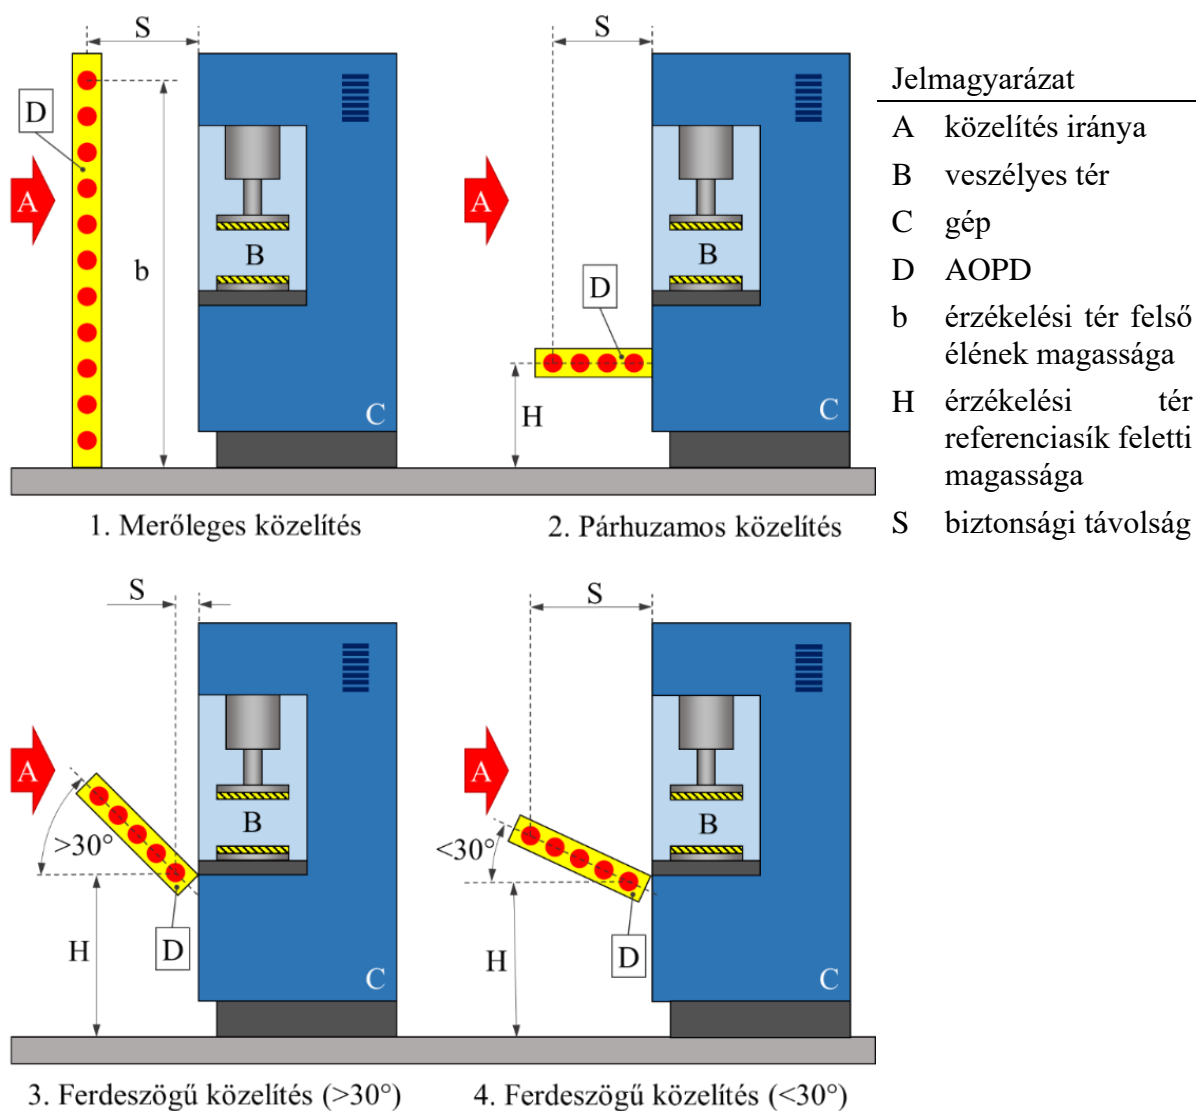 S
D
A
b
B
C
1. Merőleges közelítés
S
A
B
D
H
C
2. Párhuzamos közelítés
Jelmagyarázat
A közelítés iránya
B veszélyes tér
C gép
D AOPD
b érzékelési tér felső
élének magassága
H érzékelési tér
referenciasík feletti
magassága
S biztonsági távolság
S
A
>30°
B
H
D
C
3. Ferdeszögű közelítés (>30°)
S
A
<30°
B
H
D
C
4. Ferdeszögű közelítés (<30°)